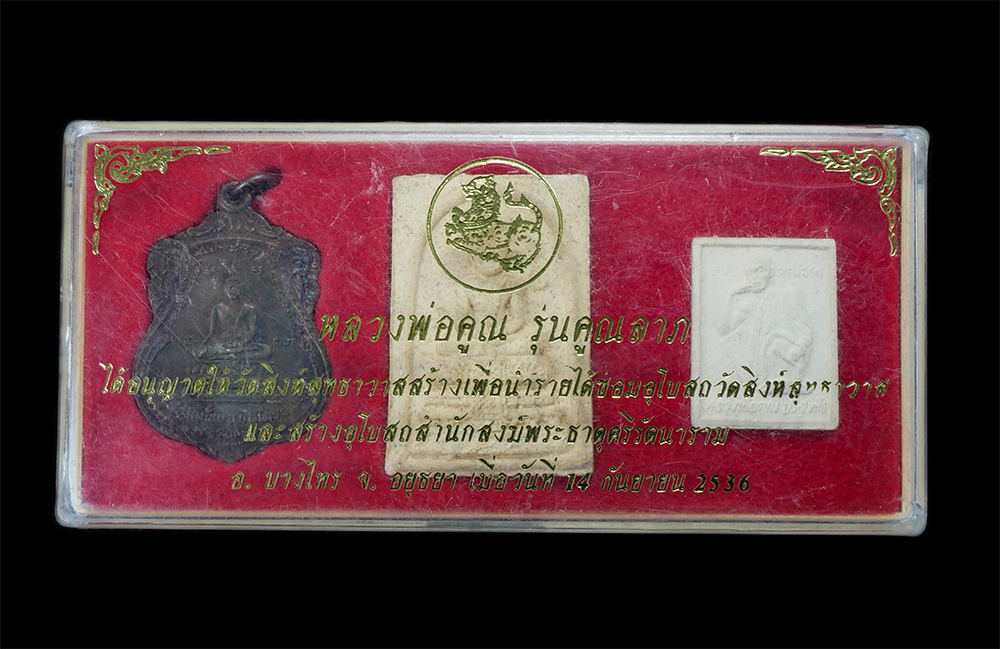 หลวงพ่อคูณ รุ่นคูณลาภ
ได้อนุญาตให้วัดสิงห์สุทธาวาสสร้างเพื่อนำรายได้ซ่อมอุโบสถวัดสิงห์สุทธาวาส
และสร้างอุโบสถสำนักสงฆ์พระธาตุศรีรัตนาราม
อ. บางไทร จ. อยุธยา เมื่อวันที่ 14 กันยายน 2536